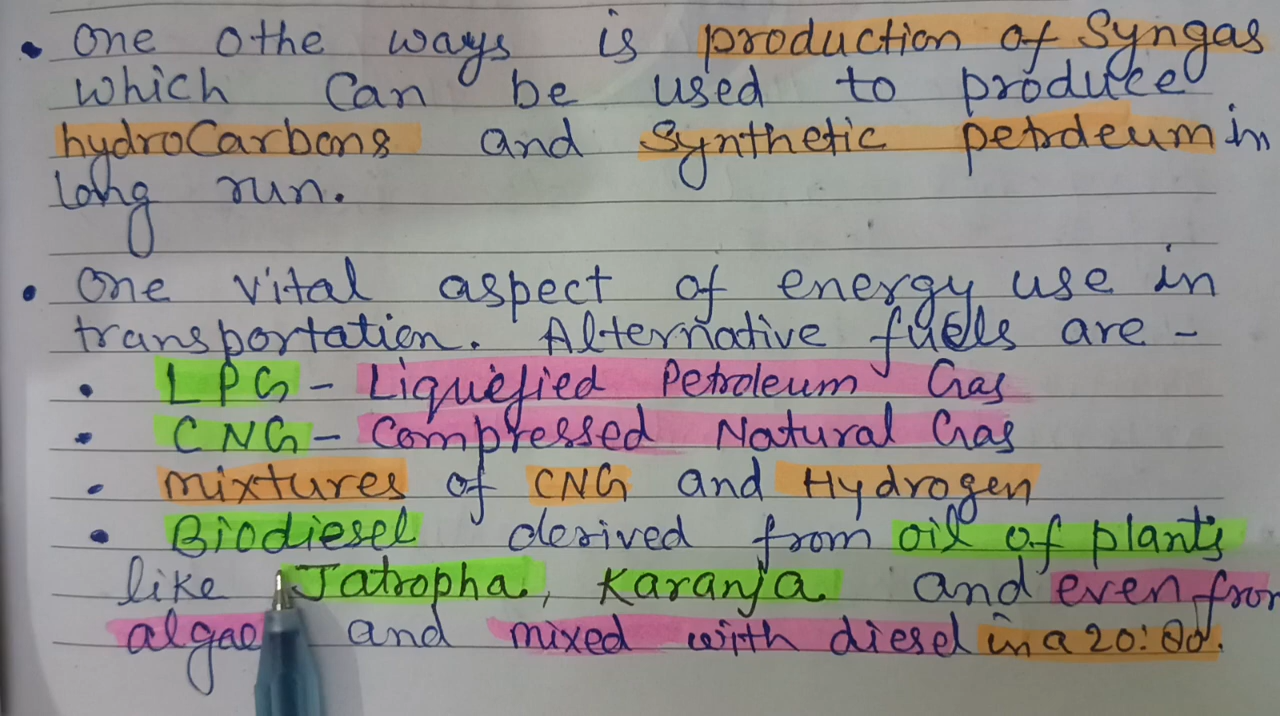 • One othe ways is production of Syngas
which Can be used to produce
hydroCarbons and Synthetic petroleum in
long run.
• One vital aspect of energy use in
transportation. Alternative fuels are -
• LPG - Liquefied Petroleum Gas
• CNG - Compressed Natural Gas
• mixtures of CNG and Hydrogen
• Biodiesel derived from oil of plants
like Jatropha, Karanja and even from
algae and mixed with diesel in a 20:80.